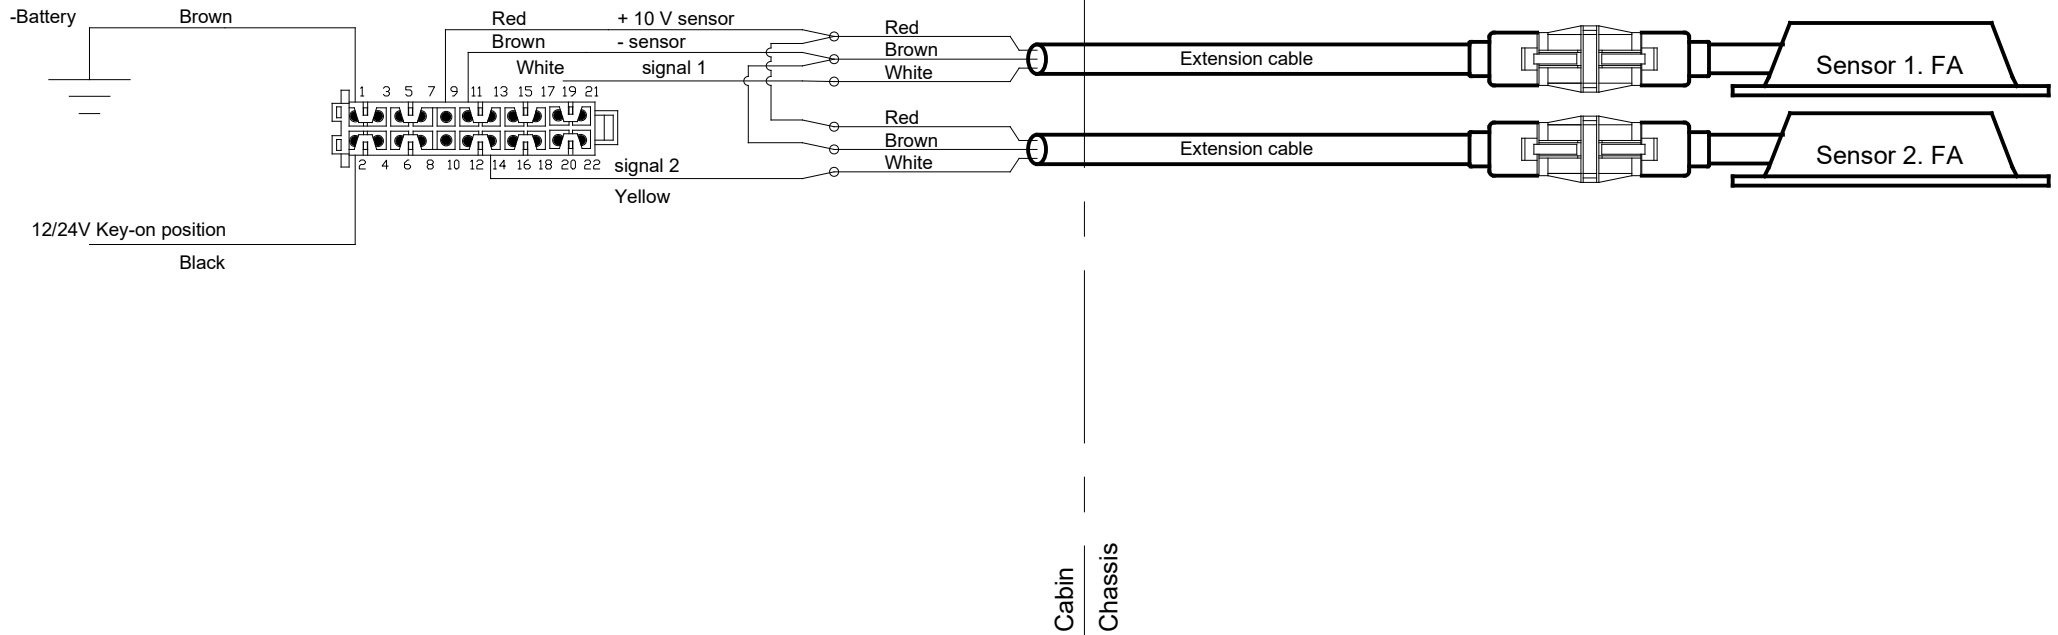 -Battery
Brown
Red
+ 10 V sensor
Brown
- sensor
White
signal 1
Red
Brown
White
Extension cable
Sensor 1. FA
1 3 5 7 9 11 13 15 17 19 21
2 4 6 8 10 12 14 16 18 20 22
signal 2
Yellow
Red
Brown
White
Extension cable
Sensor 2. FA
12/24V Key-on position
Black
Cabin
Chassis